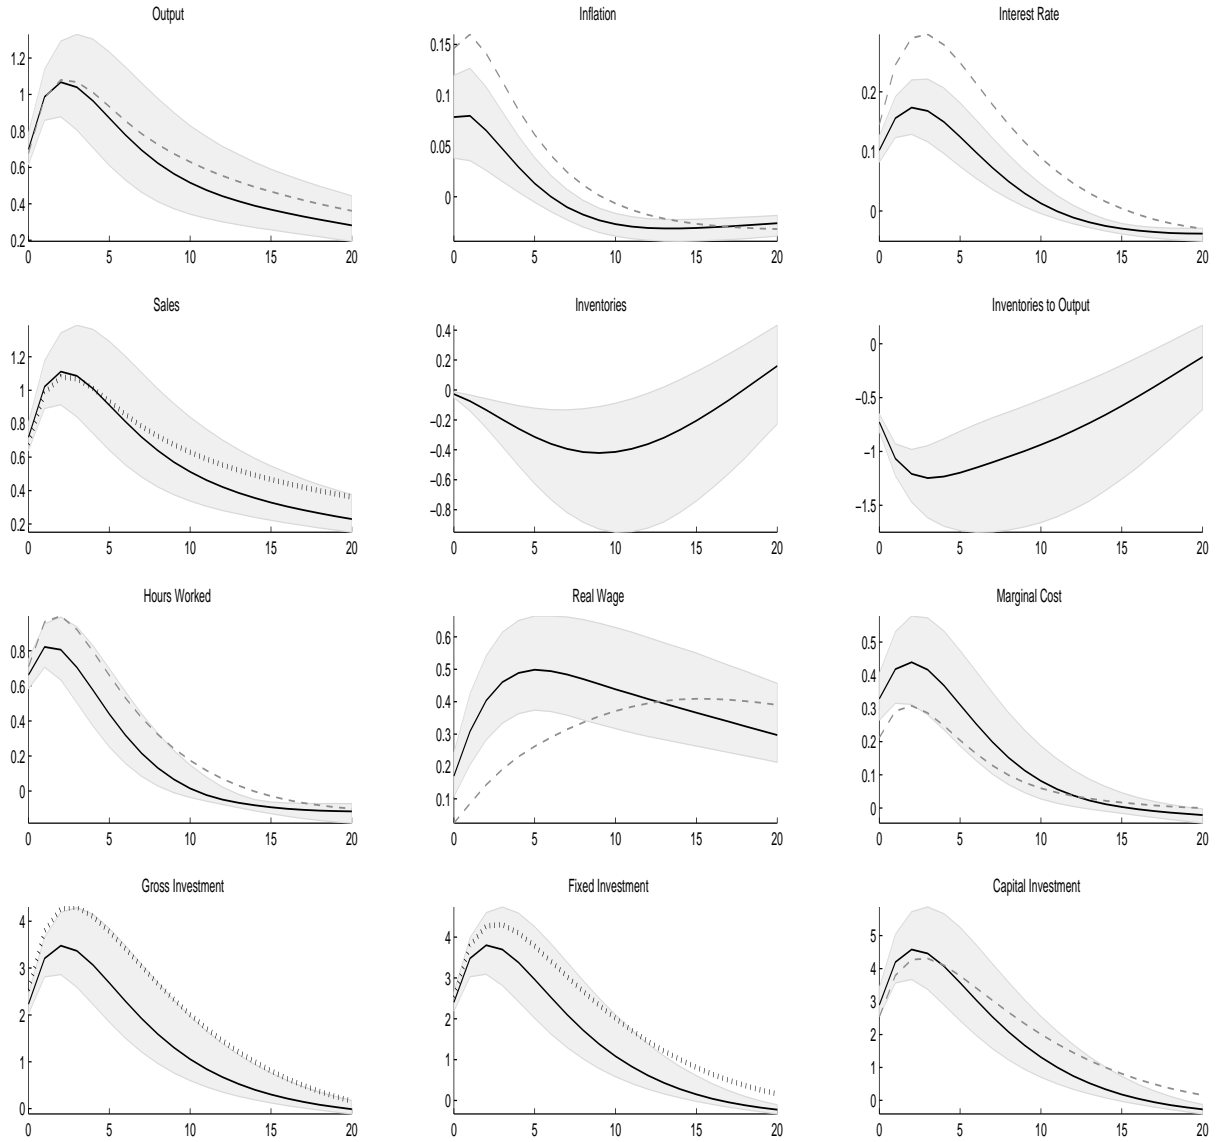 Output
Inflation
Interest Rate
1.2
1
0.8
0.6
0.4
0.2
0 5 10 15 20
0.15
0.1
0.05
0
0 5 10 15 20
0.2
0.1
0
0 5 10 15 20
Sales
Inventories
Inventories to Output
1.2
1
0.8
0.6
0.4
0.2
0 5 10 15 20
0.4
0.2
0
−0.2
−0.4
−0.6
−0.8
0 5 10 15 20
0
−0.5
−1
−1.5
0 5 10 15 20
Hours Worked
Real Wage
Marginal Cost
0.8
0.6
0.4
0.2
0
0 5 10 15 20
0.6
0.5
0.4
0.3
0.2
0.1
0 5 10 15 20
0.5
0.4
0.3
0.2
0.1
0
0 5 10 15 20
Gross Investment
Fixed Investment
Capital Investment
4
3
2
1
0
0 5 10 15 20
4
3
2
1
0
0 5 10 15 20
5
4
3
2
1
0
0 5 10 15 20